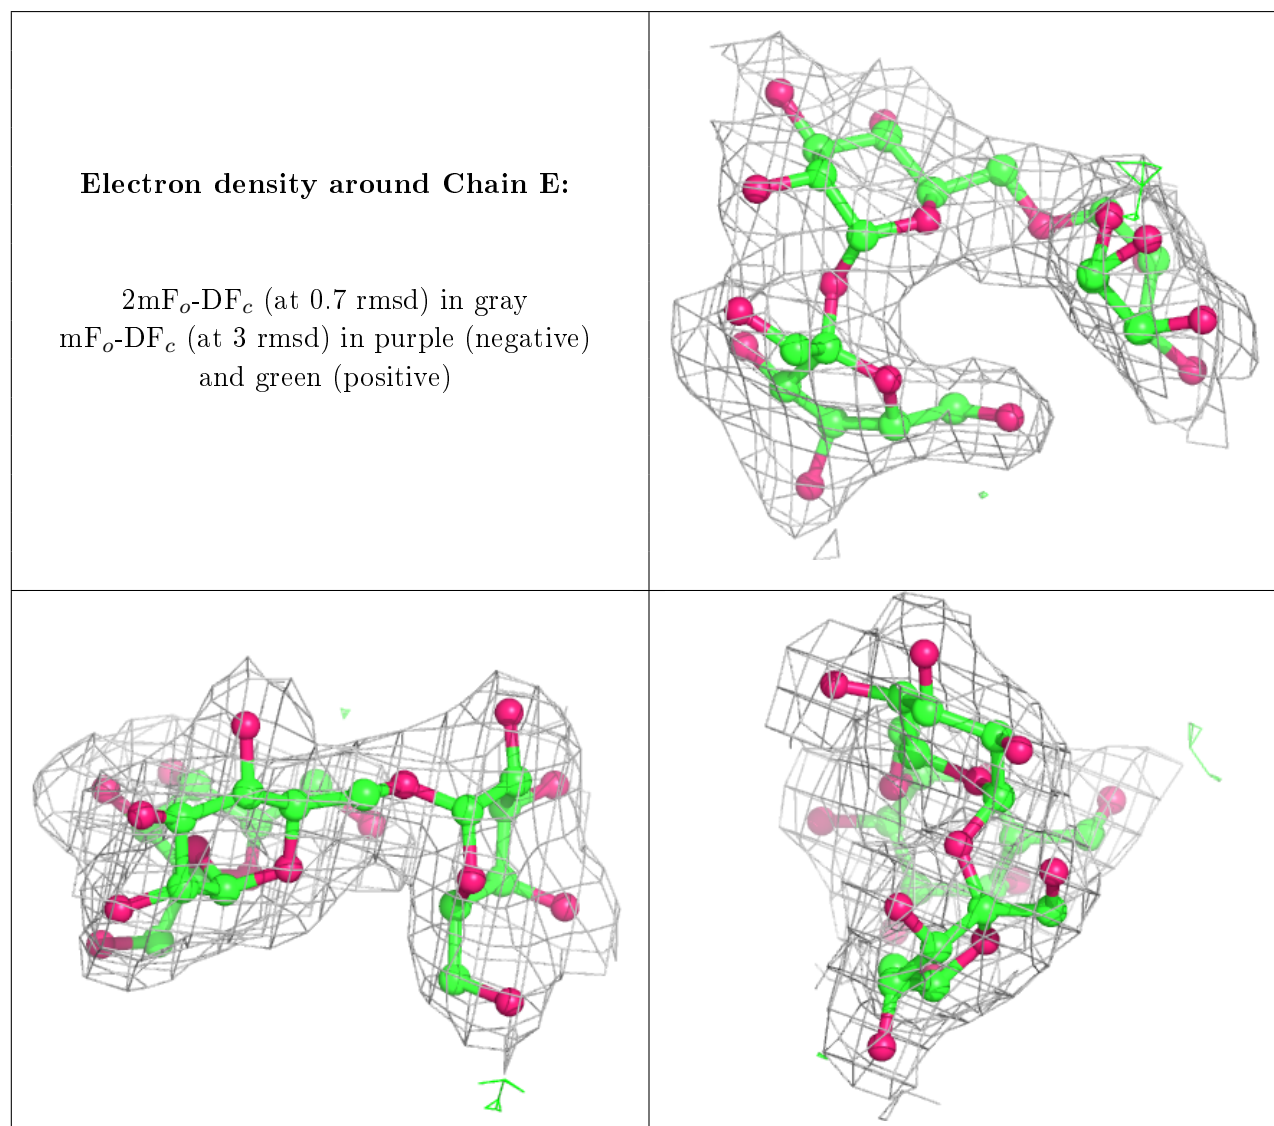 Electron density around Chain E:
2mFₒ-DF𝒸 (at 0.7 rmsd) in gray
mFₒ-DF𝒸 (at 3 rmsd) in purple (negative)
and green (positive)